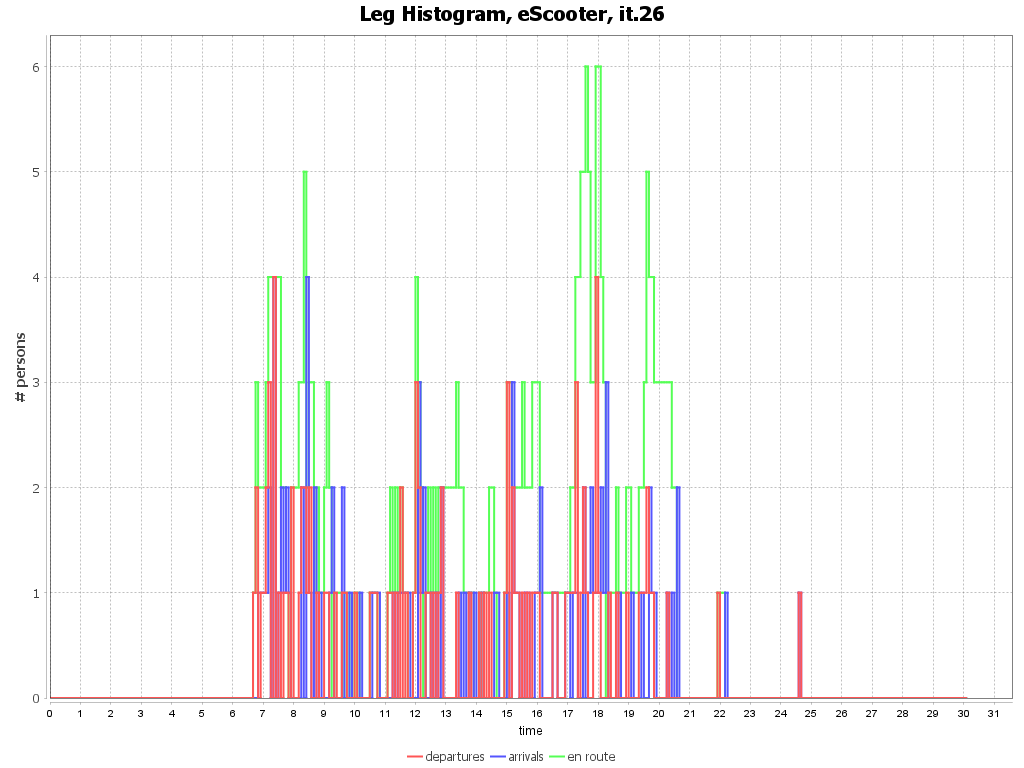 Leg Histogram, eScooter, it.26
# persons
6
5
4
3
2
1
0
0 1 2 3 4 5 6 7 8 9 10 11 12 13 14 15 16 17 18 19 20 21 22 23 24 25 26 27 28 29 30 31
time
departures arrivals en route